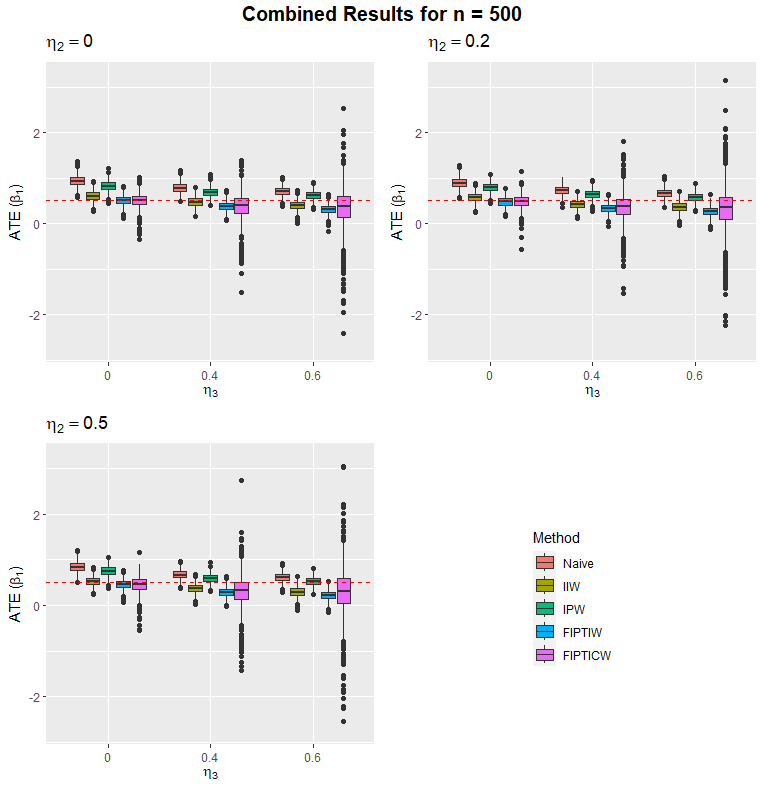 Combined Results for n = 500
η2 = 0
ATE (β1)
2
0
-2
0
0.4
0.6
η3
η2 = 0.2
ATE (β1)
2
0
-2
0
0.4
0.6
η3
η2 = 0.5
ATE (β1)
2
0
-2
0
0.4
0.6
η3
Method
Naive
IIW
IPW
FIPTIW
FIPTICW